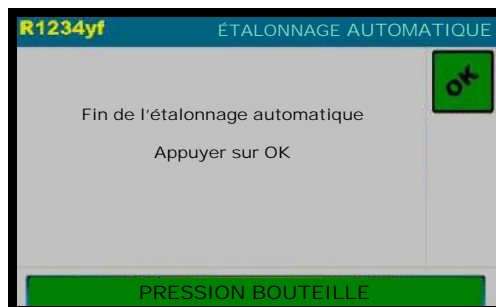 R1234yf ÉTALONNAGE AUTOMATIQUE
OK
Fin de l'étalonnage automatique
Appuyer sur OK
PRESSION BOUTEILLE